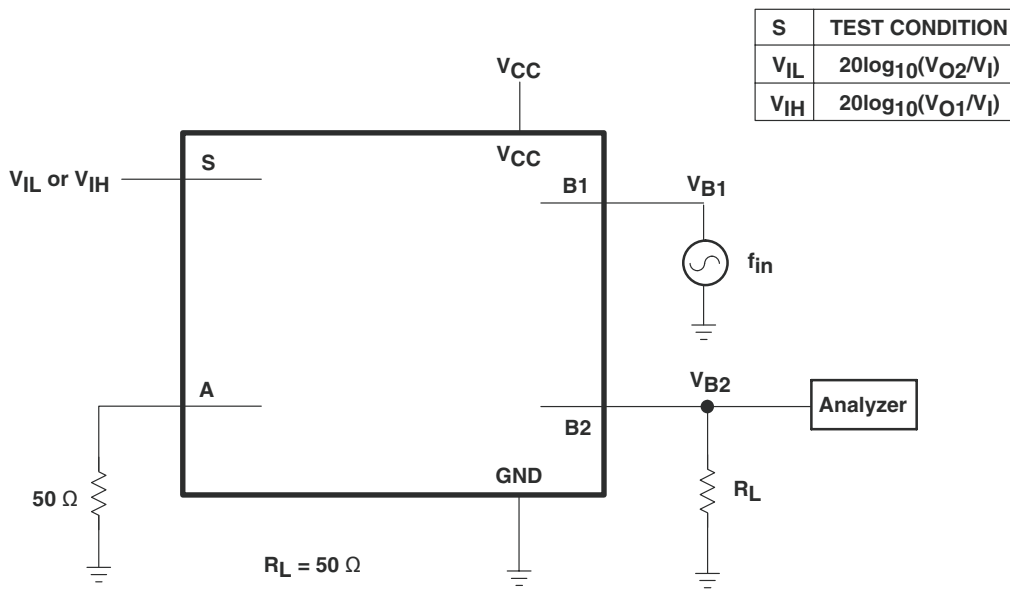 S TEST CONDITION
VIL 20log10(VO2/VI)
VIH 20log10(VO1/VI)
VCC
VCC
S
VIL or VIH
B1
VB1
fin
A
VB2
Analyzer
B2
GND
50 Ω
RL
RL = 50 Ω